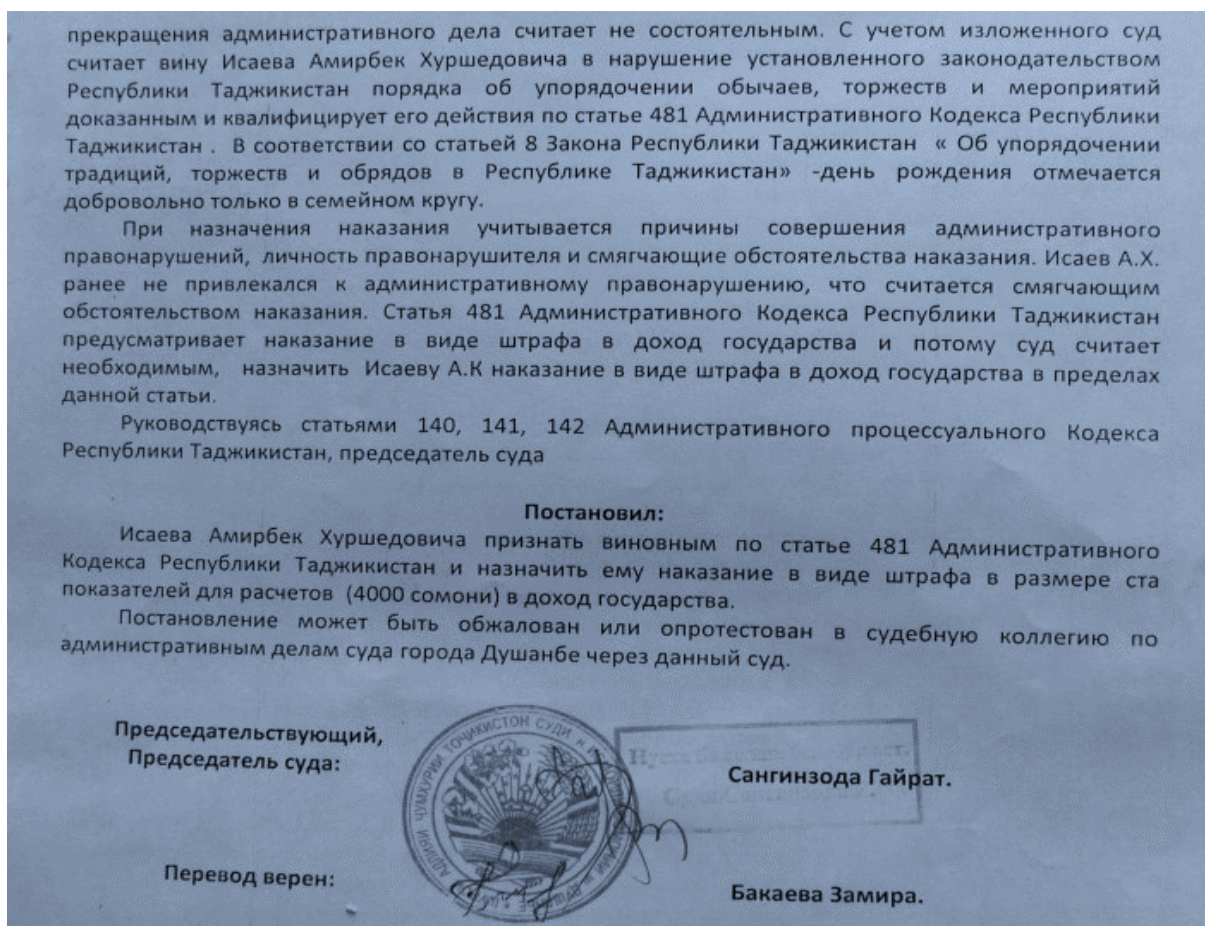 прекращения административного дела считает не состоятельным. С учетом изложенного суд
считает вину Исаева Амирбек Хуршедовича в нарушение установленного законодательством
Республики Таджикистан порядка об упорядочении обычаев, торжеств и мероприятий
доказанным и квалифицирует его действия по статье 481 Административного Кодекса Республики
Таджикистан . В соответствии со статьей 8 Закона Республики Таджикистан « Об упорядочении
традиций, торжеств и обрядов в Республике Таджикистан» -день рождения отмечается
добровольно только в семейном кругу.
При назначения наказания учитывается причины совершения административного
правонарушений, личность правонарушителя и смягчающие обстоятельства наказания. Исаев А.Х.
ранее не привлекался к административному правонарушению, что считается смягчающим
обстоятельством наказания. Статья 481 Административного Кодекса Республики Таджикистан
предусматривает наказание в виде штрафа в доход государства и потому суд считает
необходимым, назначить Исаеву А.К наказание в виде штрафа в доход государства в пределах
данной статьи.
Руководствуясь статьями 140, 141, 142 Административного процессуального Кодекса
Республики Таджикистан, председатель суда
Постановил:
Исаева Амирбек Хуршедовича признать виновным по статье 481 Административного
Кодекса Республики Таджикистан и назначить ему наказание в виде штрафа в размере ста
показателей для расчетов (4000 сомони) в доход государства.
Постановление может быть обжалован или опротестован в судебную коллегию по
административным делам суда города Душанбе через данный суд.
Председательствующий,
Председатель суда:
Сангинзода Гайрат.
ҶУМҲУРИИ ТОҶИКИСТОН СУДИ
Перевод верен:
Бакаева Замира.